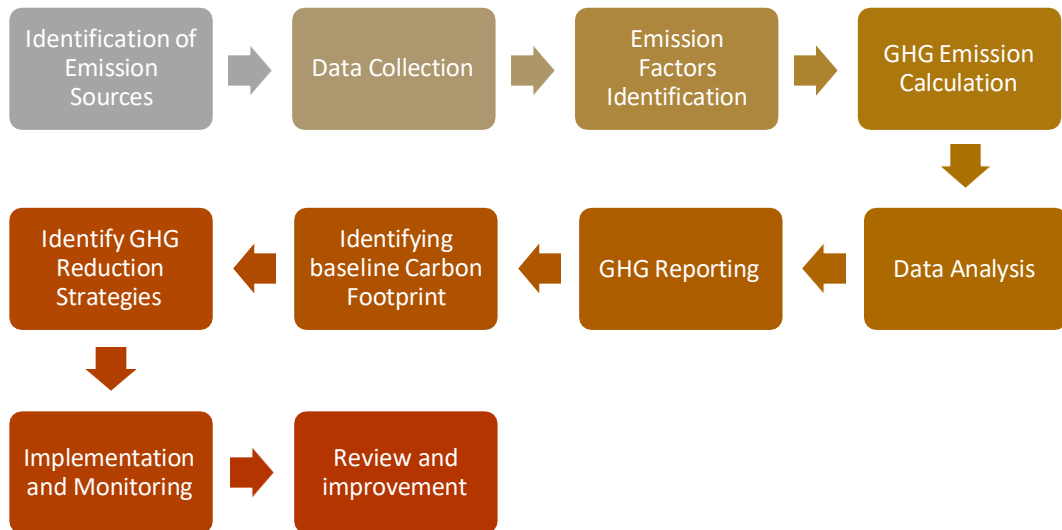 Identification of
Emission
Sources
Data Collection
Emission
Factors
Identification
GHG Emission
Calculation
Data Analysis
GHG Reporting
Identifying
baseline Carbon
Footprint
Identify GHG
Reduction
Strategies
Implementation
and Monitoring
Review and
improvement